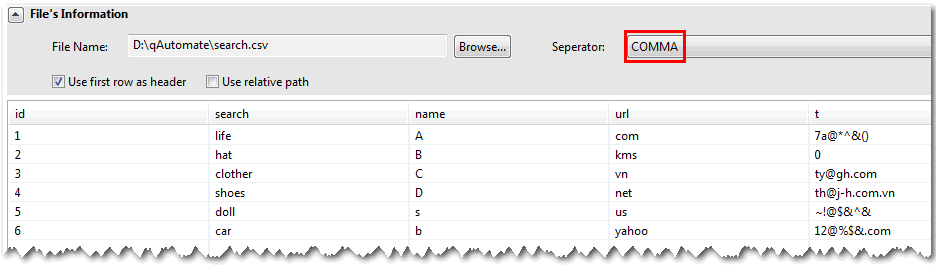 File's Information
File Name: D:\qAutomate\search.csv Browse... Seperator: COMMA
Use first row as header Use relative path
id search name url t
1 life A com 7a@*^&()
2 hat B kms 0
3 clother C vn ty@gh.com
4 shoes D net th@j-h.com.vn
5 doll s us ~!@$&^&
6 car b yahoo 12@%$&.com